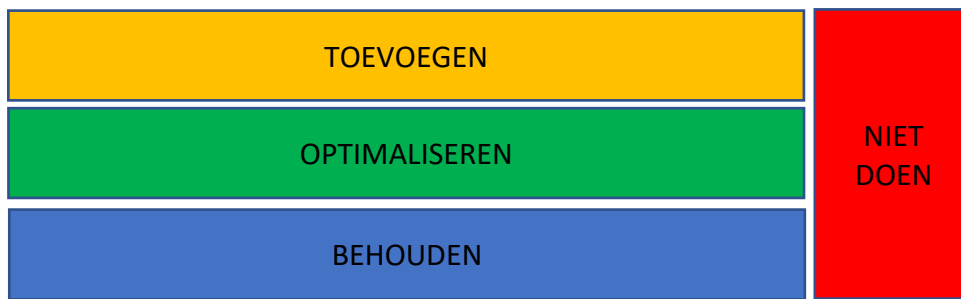 TOEVOEGEN
OPTIMALISEREN
BEHOUDEN
NIET
DOEN